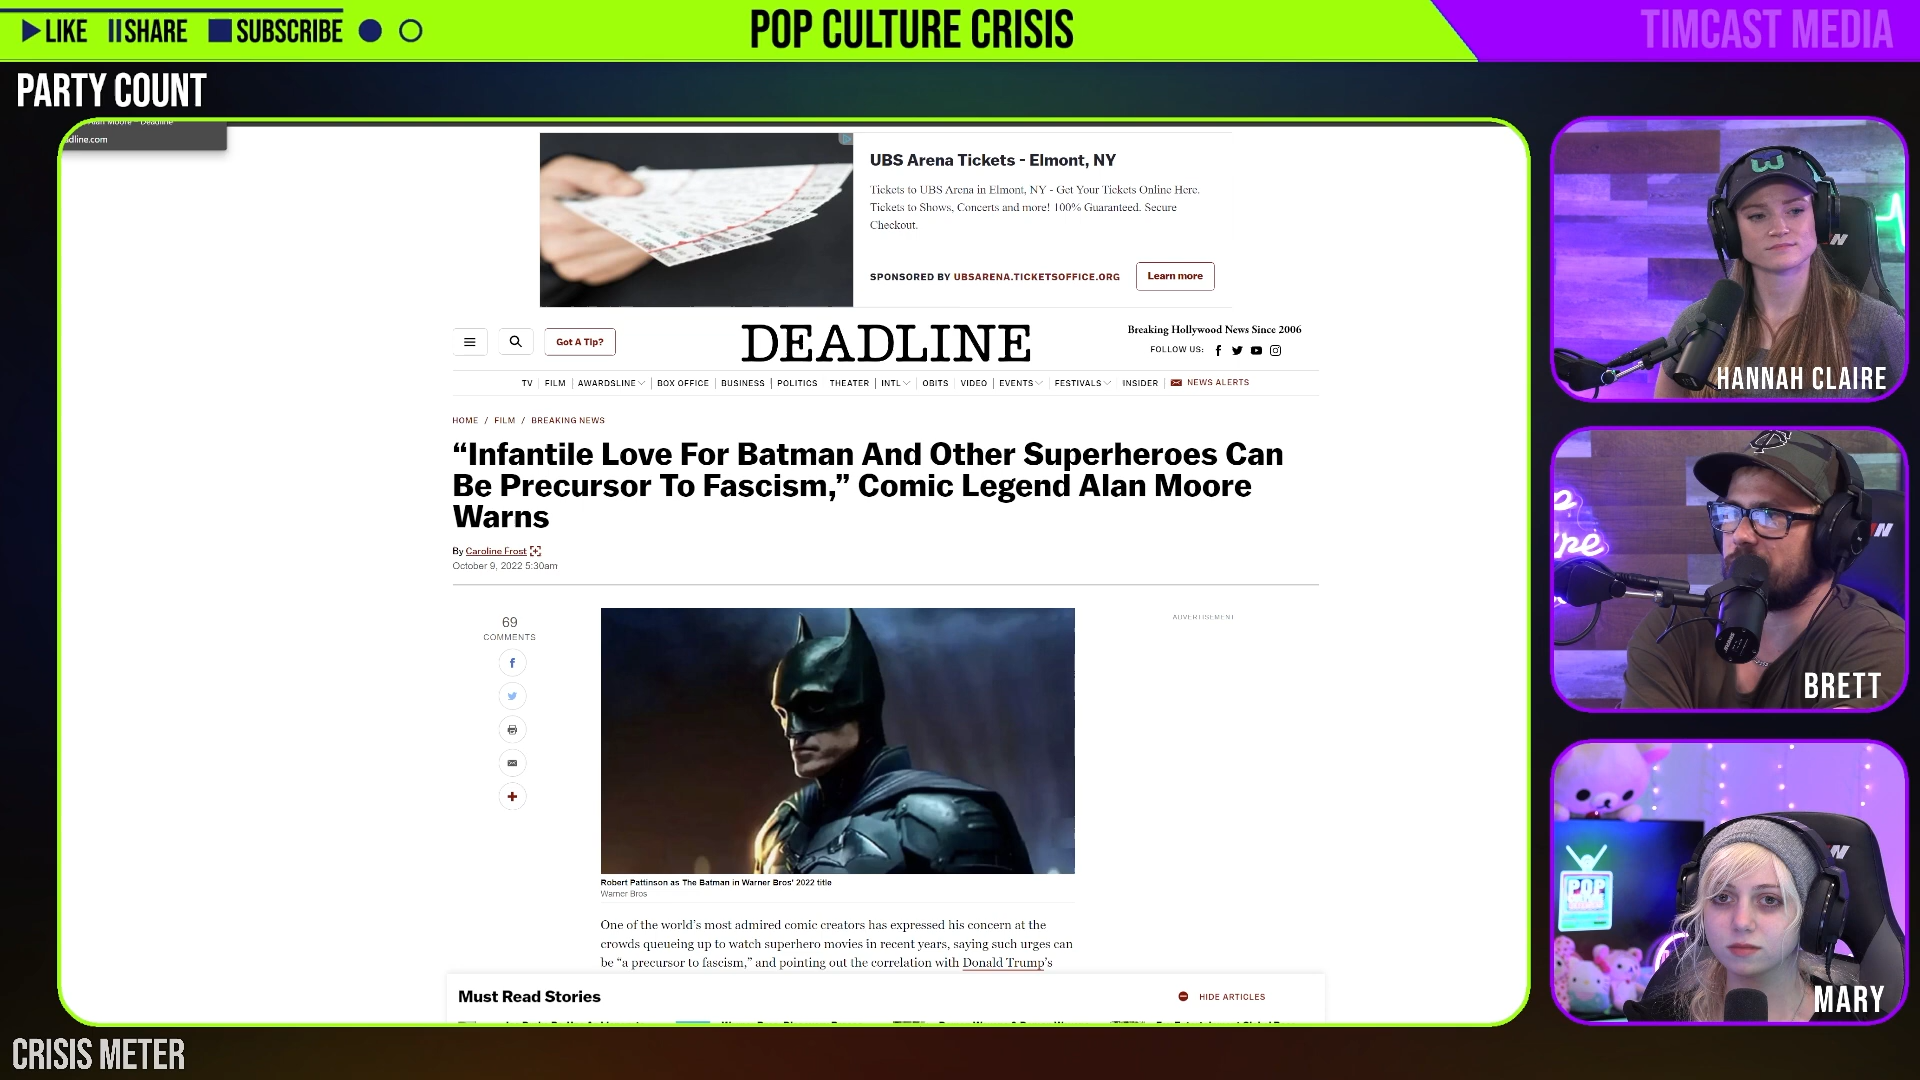 LIKE SHARE SUBSCRIBE
POP CULTURE CRISIS
TIMCAST MEDIA
PARTY COUNT
UBS Arena Tickets - Elmont, NY
Tickets to UBS Arena in Elmont, NY - Get Your Tickets Online Here.
Tickets to Shows, Concerts and more! 100% Guaranteed. Secure
Checkout.
SPONSORED BY UBSARENA.TICKETSOFFICE.ORG
Learn more
Got A Tip?
DEADLINE
Breaking Hollywood News Since 2006
FOLLOW US:
TV FILM AWARDSLINE BOX OFFICE BUSINESS POLITICS THEATER INTL OBITS VIDEO EVENTS FESTIVALS INSIDER NEWS ALERTS
HOME / FILM / BREAKING NEWS
“Infantile Love For Batman And Other Superheroes Can
Be Precursor To Fascism,” Comic Legend Alan Moore
Warns
By Caroline Frost
October 9, 2022 5:30am
69
COMMENTS
ADVERTISEMENT
Robert Pattinson as The Batman in Warner Bros' 2022 title
Warner Bros
One of the world’s most admired comic creators has expressed his concern at the
crowds queueing up to watch superhero movies in recent years, saying such urges can
be “a precursor to fascism,” and pointing out the correlation with Donald Trump’s
Must Read Stories
HIDE ARTICLES
HANNAH CLAIRE
BRETT
POP
MARY
CRISIS METER